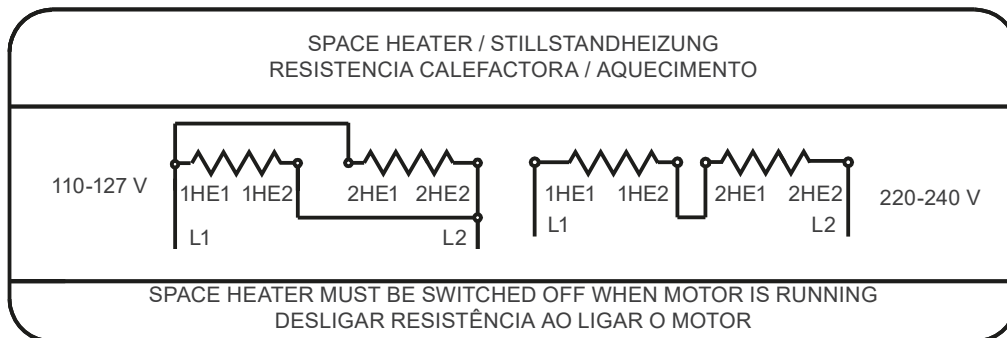 SPACE HEATER / STILLSTANDHEIZUNG
RESISTENCIA CALEFACTORA / AQUECIMENTO
110-127 V
1HE1 1HE2 2HE1 2HE2
L1 L2
1HE1 1HE2 2HE1 2HE2
L1 L2
220-240 V
SPACE HEATER MUST BE SWITCHED OFF WHEN MOTOR IS RUNNING
DESLIGAR RESISTÊNCIA AO LIGAR O MOTOR